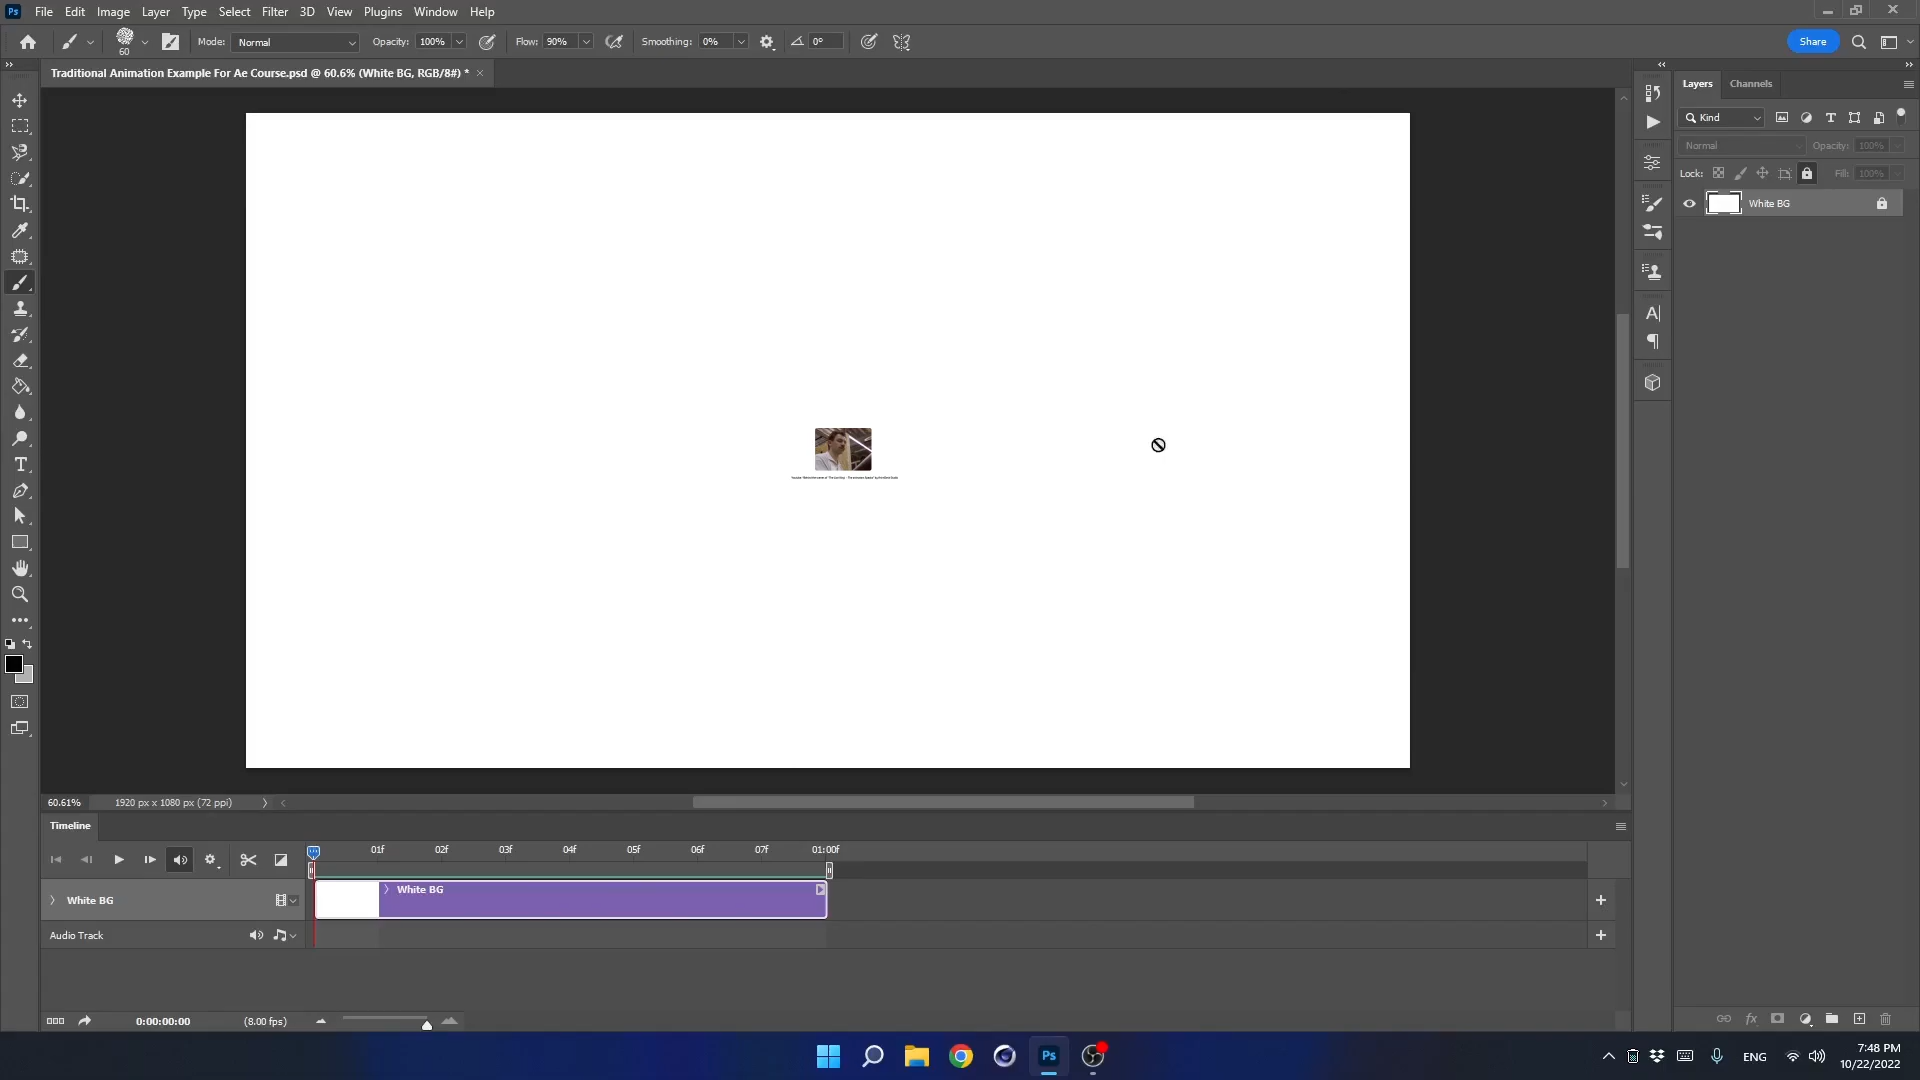 Ps File Edit Image Layer Type Select Filter 3D View Plugins Window Help
60 Mode: Normal Opacity: 100% Flow: 90% Smoothing: 0% 0° Share
Traditional Animation Example For Ae Course.psd @ 60.6% (White BG, RGB/8#) * ×
Layers Channels
Kind
Normal Opacity: 100%
Lock: Fill: 100%
White BG
60.61% 1920 px x 1080 px (72 ppi)
Timeline
01f 02f 03f 04f 05f 06f 07f 01:00f
White BG
White BG
Audio Track
0:00:00:00 (8.00 fps)
fx
Ps
ENG
7:48 PM
10/22/2022